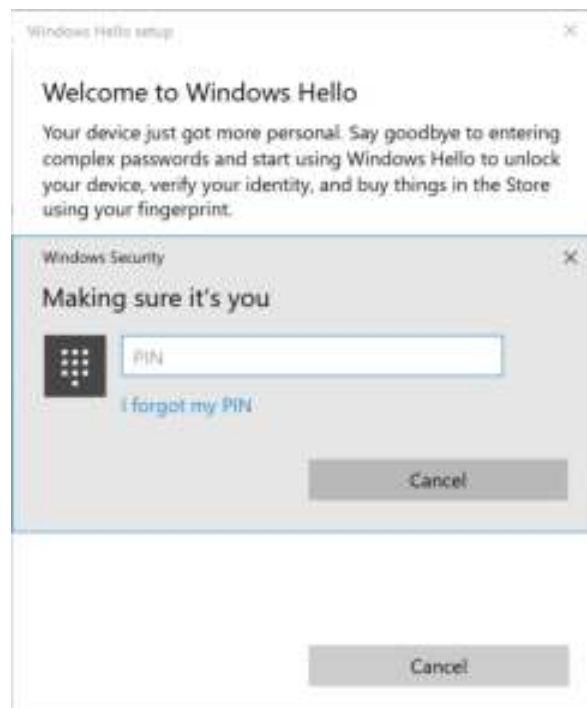 Windows Hello setup
Welcome to Windows Hello
Your device just got more personal. Say goodbye to entering
complex passwords and start using Windows Hello to unlock
your device, verify your identity, and buy things in the Store
using your fingerprint.
Windows Security
Making sure it's you
PIN
I forgot my PIN
Cancel
Cancel